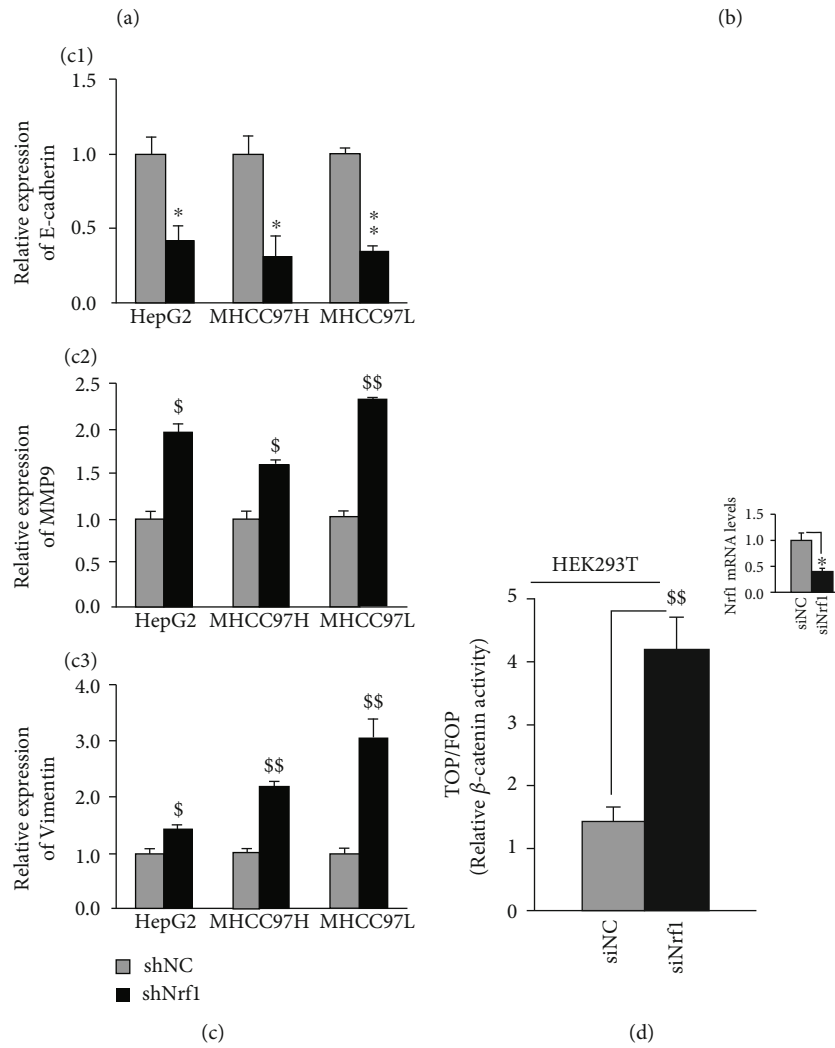 (a)
(b)
(c1)
Relative expression
of E-cadherin
1.5
1.0
0.5
0.0
*
*
*
*
HepG2
MHCC97H
MHCC97L
(c2)
Relative expression
of MMP9
2.5
2.0
1.5
1.0
0.5
0.0
$
$
$$
HepG2
MHCC97H
MHCC97L
(c3)
Relative expression
of Vimentin
4.0
3.0
2.0
1.0
0.0
$
$$
$$
HepG2
MHCC97H
MHCC97L
shNC
shNrf1
(c)
HEK293T
TOP/FOP
(Relative β-catenin activity)
5
4
3
2
1
0
$$
siNC
siNrf1
Nrf1 mRNA levels
1.5
1.0
0.5
0.0
*
siNC
siNrf1
(d)